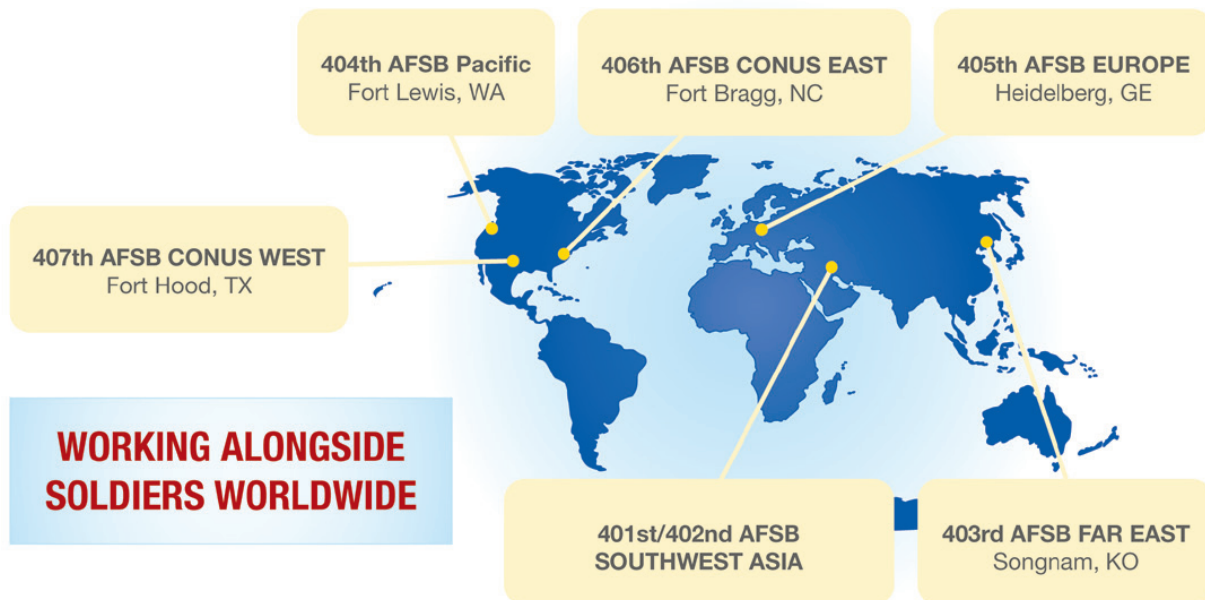 404th AFSB Pacific
Fort Lewis, WA
406th AFSB CONUS EAST
Fort Bragg, NC
405th AFSB EUROPE
Heidelberg, GE
407th AFSB CONUS WEST
Fort Hood, TX
WORKING ALONGSIDE
SOLDIERS WORLDWIDE
401st/402nd AFSB
SOUTHWEST ASIA
403rd AFSB FAR EAST
Songnam, KO